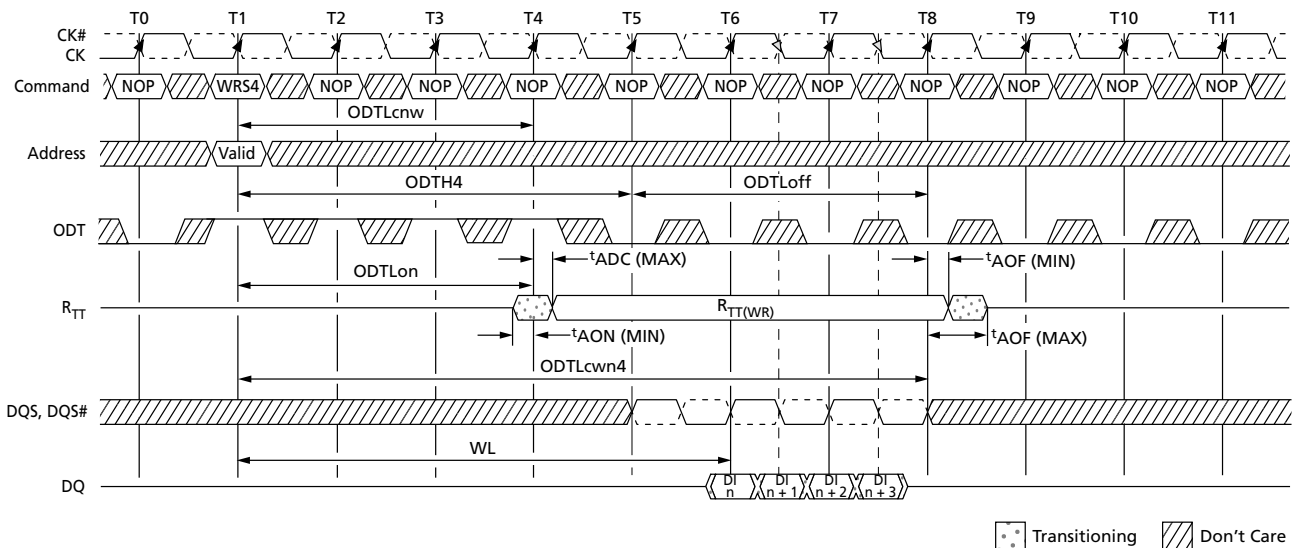 T0 T1 T2 T3 T4 T5 T6 T7 T8 T9 T10 T11
CK#
CK
Command NOP WRS4 NOP NOP NOP NOP NOP NOP NOP NOP NOP NOP
ODTLcnw
Address Valid
ODTH4 ODTLoff
ODT
tADC (MAX) tAOF (MIN)
ODTLon
RTT RTT(WR)
tAON (MIN) tAOF (MAX)
ODTLcwn4
DQS, DQS#
WL
DQ DI n DI n + 1 DI n + 2 DI n + 3
Transitioning Don't Care